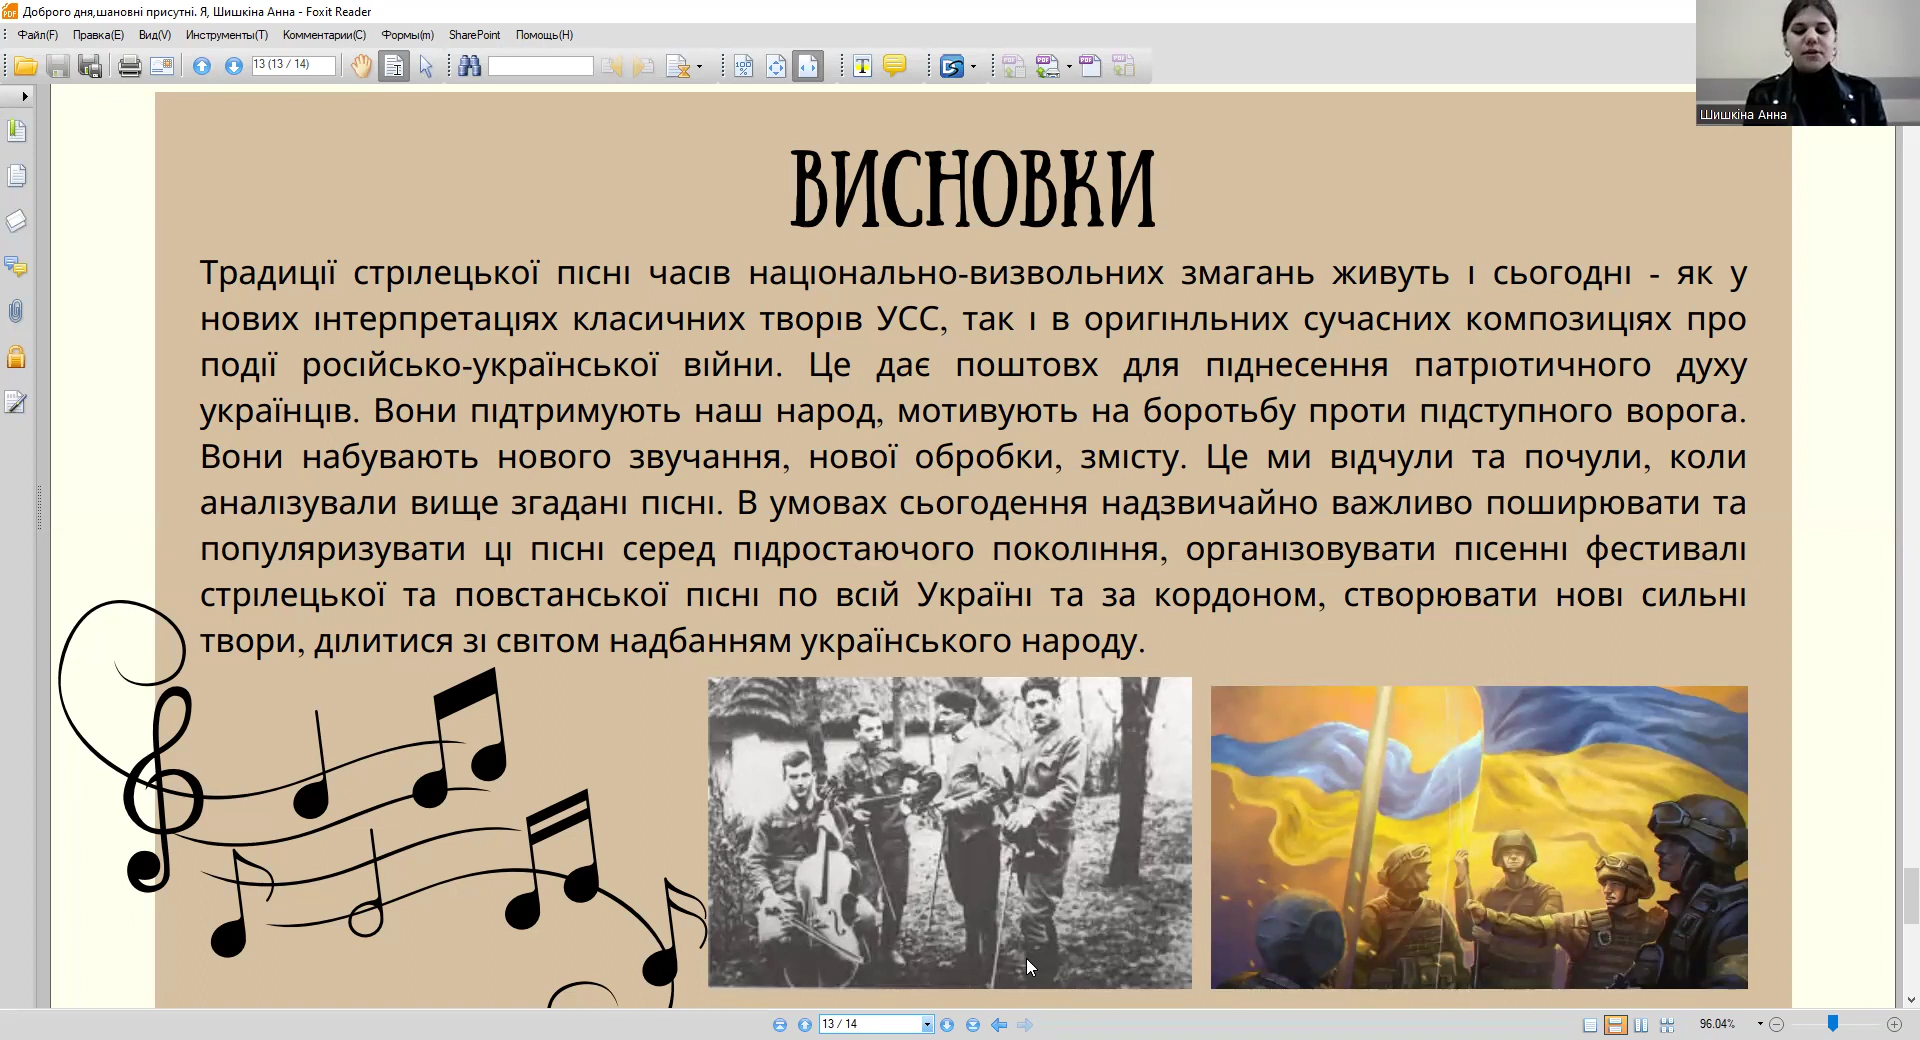 Доброго дня,шановні присутні. Я, Шишкіна Анна - Foxit Reader
Файл(F) Правка(E) Вид(V) Инструменты(T) Комментарии(C) Формы(m) SharePoint Помощь(H)
13 (13 / 14)
Шишкіна Анна
ВИСНОВКИ
Традиції стрілецької пісні часів національно-визвольних змагань живуть і сьогодні - як у
нових інтерпретаціях класичних творів УСС, так і в оригінльних сучасних композиціях про
події російсько-української війни. Це дає поштовх для піднесення патріотичного духу
українців. Вони підтримують наш народ, мотивують на боротьбу проти підступного ворога.
Вони набувають нового звучання, нової обробки, змісту. Це ми відчули та почули, коли
аналізували вище згадані пісні. В умовах сьогодення надзвичайно важливо поширювати та
популяризувати ці пісні серед підростаючого покоління, організовувати пісенні фестивалі
стрілецької та повстанської пісні по всій Україні та за кордоном, створювати нові сильні
твори, ділитися зі світом надбанням українського народу.
13 / 14
96.04%